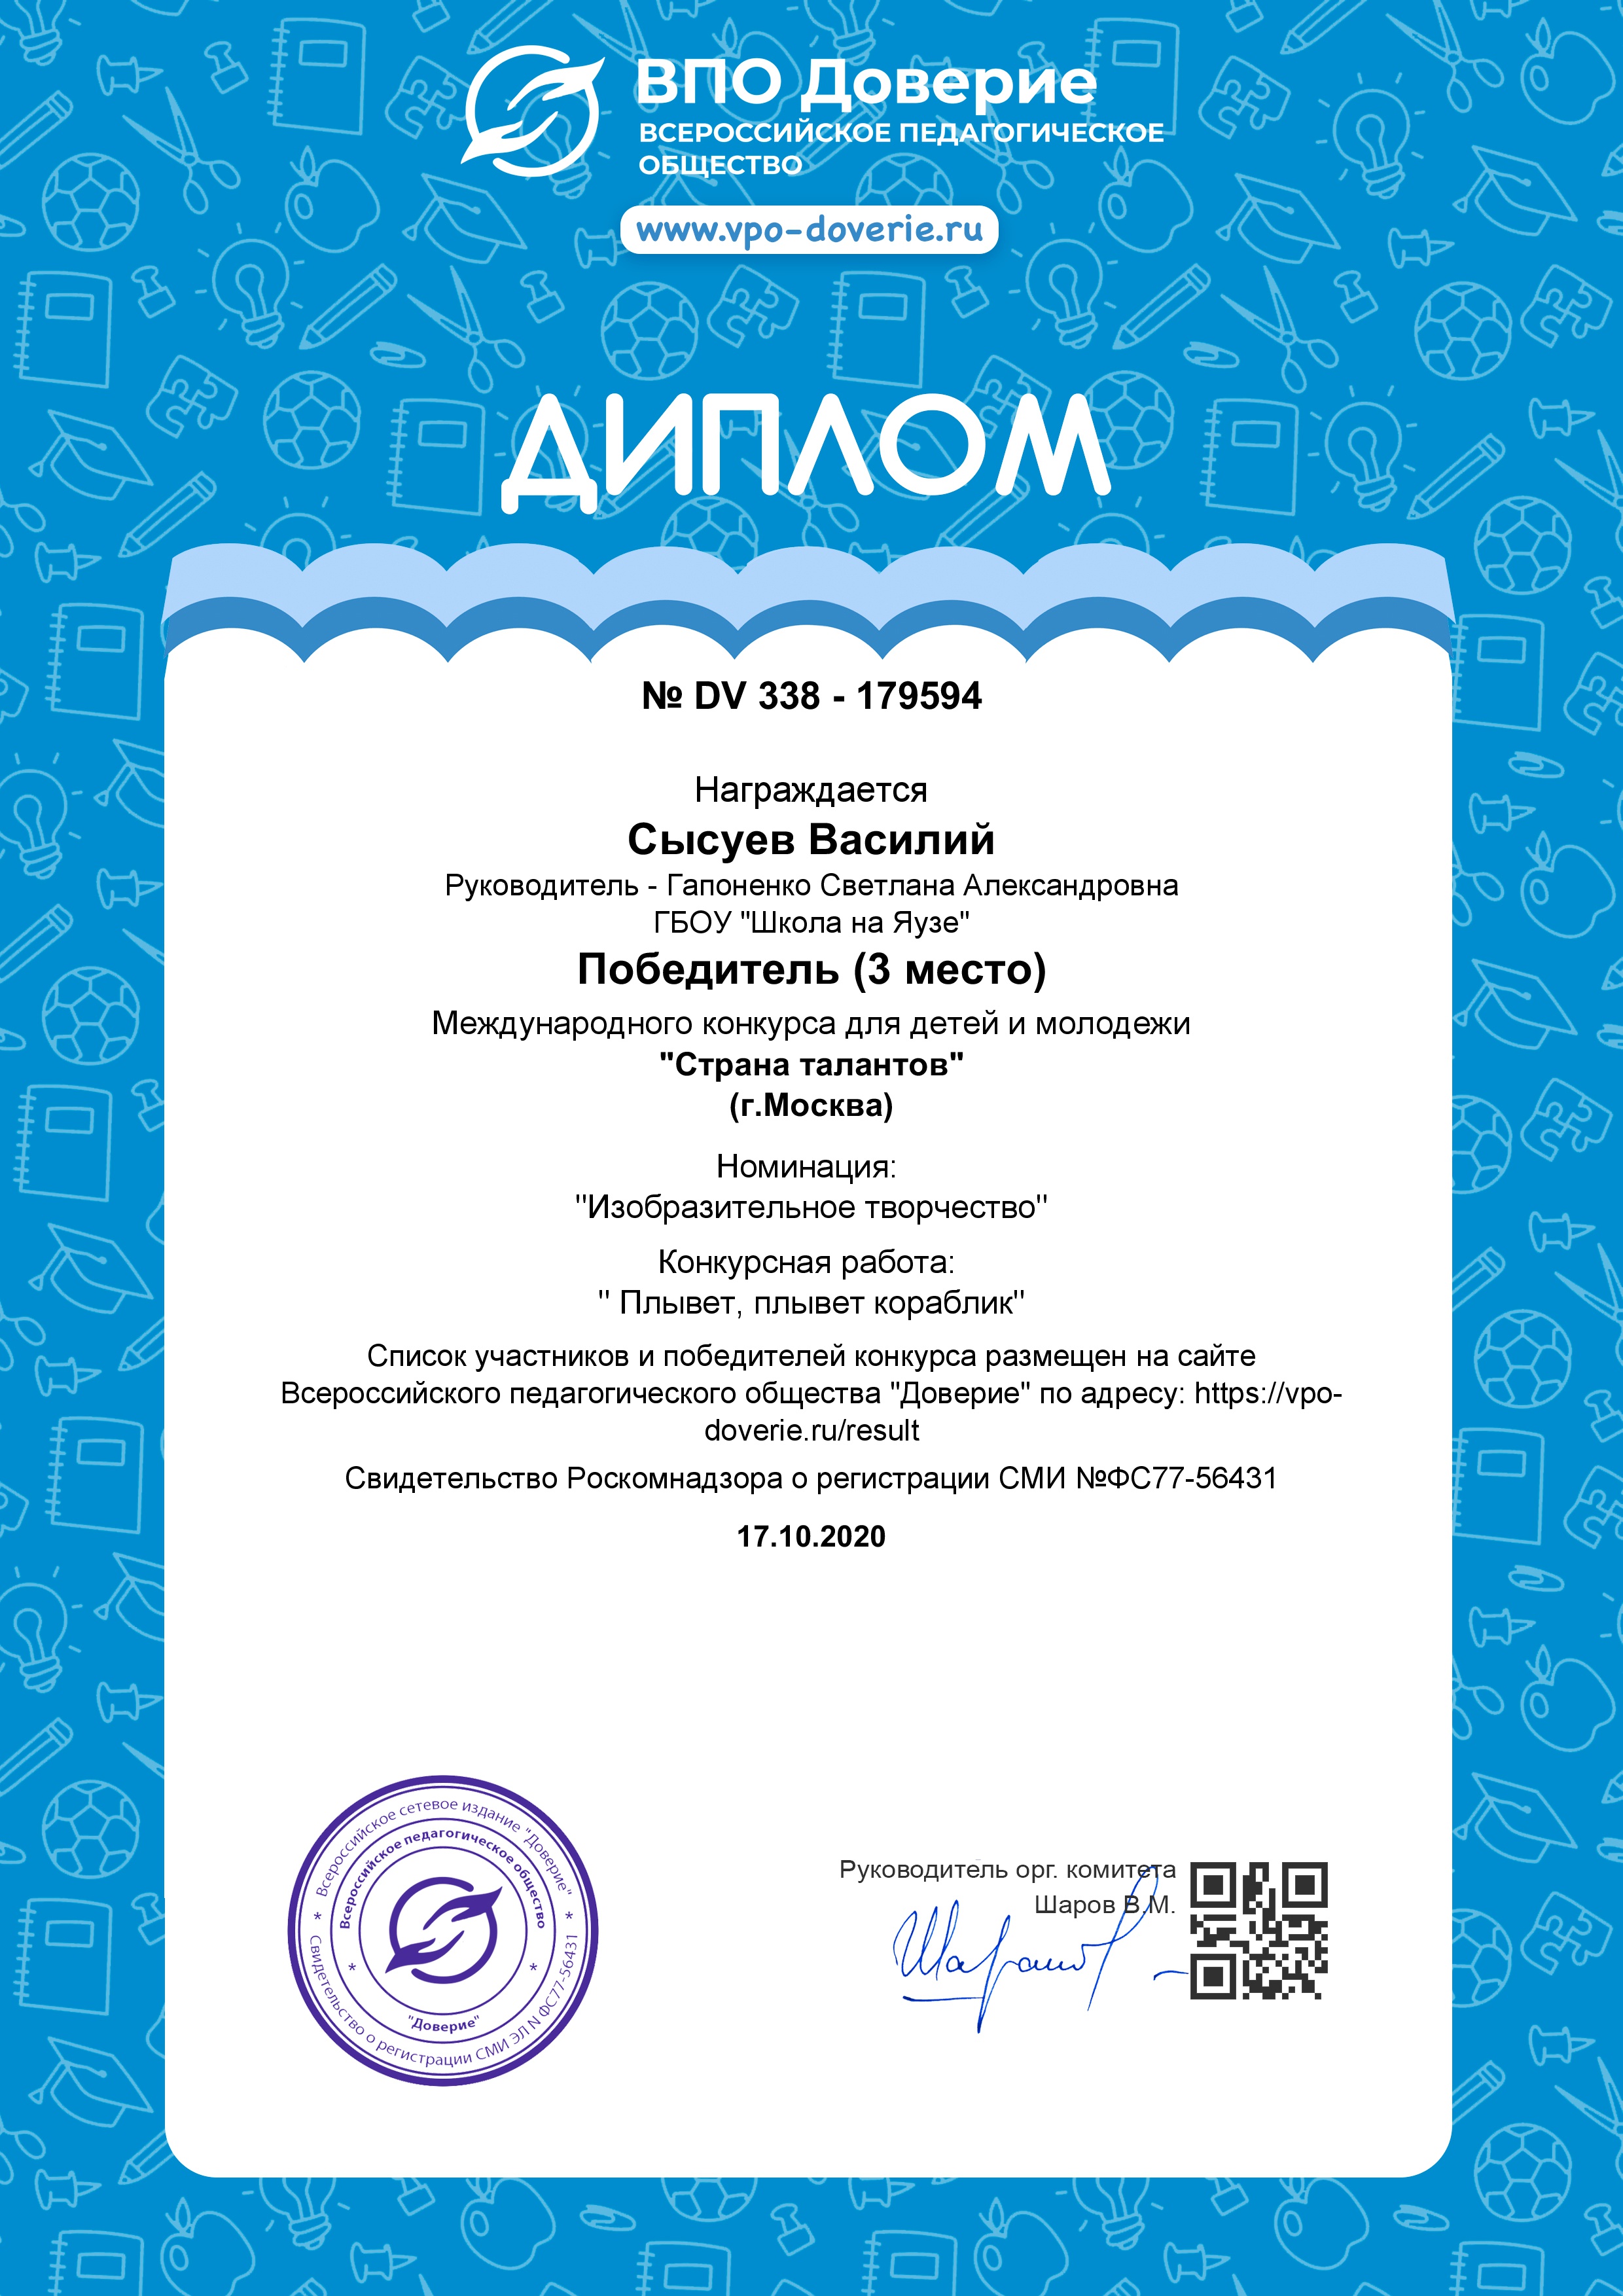 ВПО Доверие
ВСЕРОССИЙСКОЕ ПЕДАГОГИЧЕСКОЕ
ОБЩЕСТВО
www.vpo-doverie.ru
ДИПЛОМ
№ DV 338 - 179594
Награждается
Сысуев Василий
Руководитель - Гапоненко Светлана Александровна
ГБОУ "Школа на Яузе"
Победитель (3 место)
Международного конкурса для детей и молодежи
"Страна талантов"
(г.Москва)
Номинация:
"Изобразительное творчество"
Конкурсная работа:
" Плывет, плывет кораблик"
Список участников и победителей конкурса размещен на сайте
Всероссийского педагогического общества "Доверие" по адресу: https://vpo-
doverie.ru/result
Свидетельство Роскомнадзора о регистрации СМИ №ФС77-56431
17.10.2020
Всероссийское сетевое издание "Доверие"
* Свидетельство о регистрации СМИ ЭЛ N ФС77-56431 *
Всероссийское педагогическое общество
* "Доверие" *
Руководитель орг. комитета
Шаров В.М.